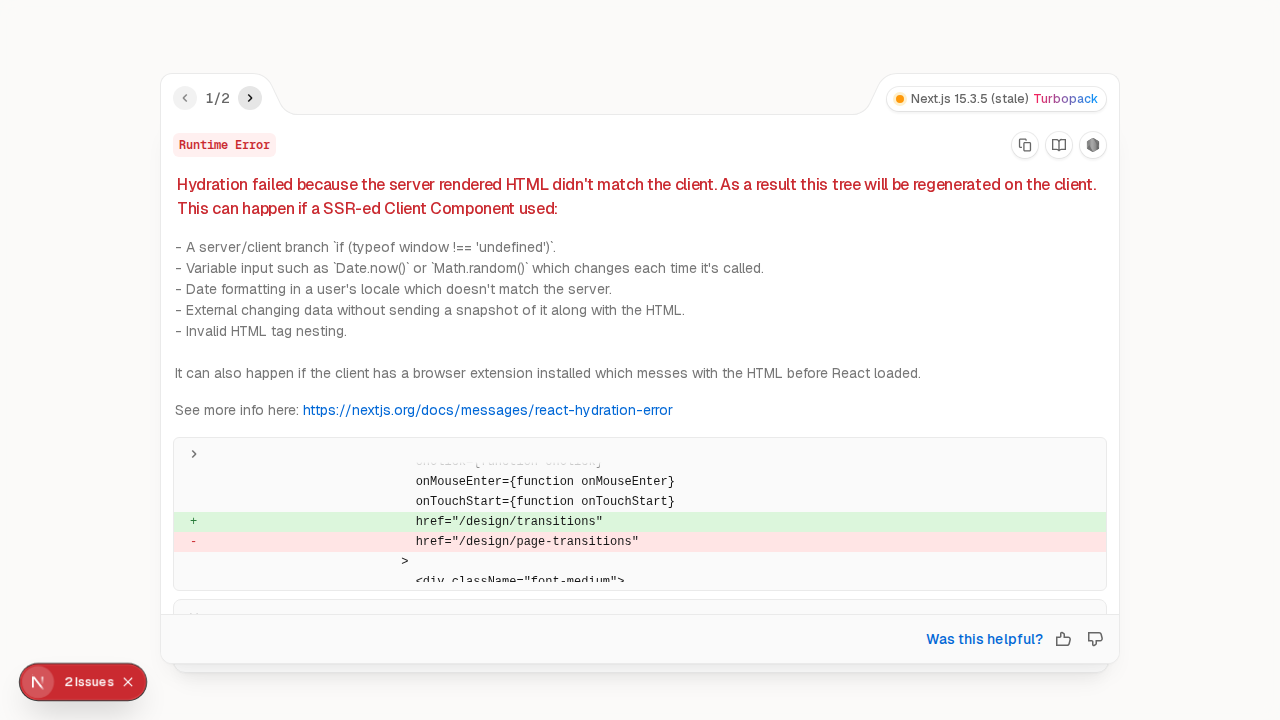 1/2
Next.js 15.3.5 (stale) Turbopack
Runtime Error
Hydration failed because the server rendered HTML didn't match the client. As a result this tree will be regenerated on the client.
This can happen if a SSR-ed Client Component used:
- A server/client branch `if (typeof window !== 'undefined')`.
- Variable input such as `Date.now()` or `Math.random()` which changes each time it's called.
- Date formatting in a user's locale which doesn't match the server.
- External changing data without sending a snapshot of it along with the HTML.
- Invalid HTML tag nesting.
It can also happen if the client has a browser extension installed which messes with the HTML before React loaded.
See more info here: https://nextjs.org/docs/messages/react-hydration-error
onMouseEnter={function onMouseEnter}
onTouchStart={function onTouchStart}
+ href="/design/transitions"
- href="/design/page-transitions"
>
<div className="font-medium">
Was this helpful?
2 Issues